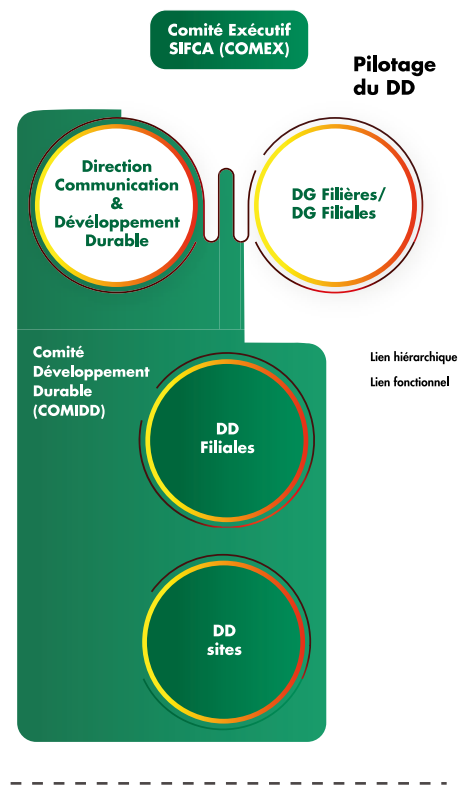 Comité Exécutif
SIFCA (COMEX)
Pilotage
du DD
Direction
Communication
&
Dévéloppement
Durable
DG Filières/
DG Filiales
Comité
Développement
Durable
(COMIDD)
Lien hiérarchique
Lien fonctionnel
DD
Filiales
DD
sites